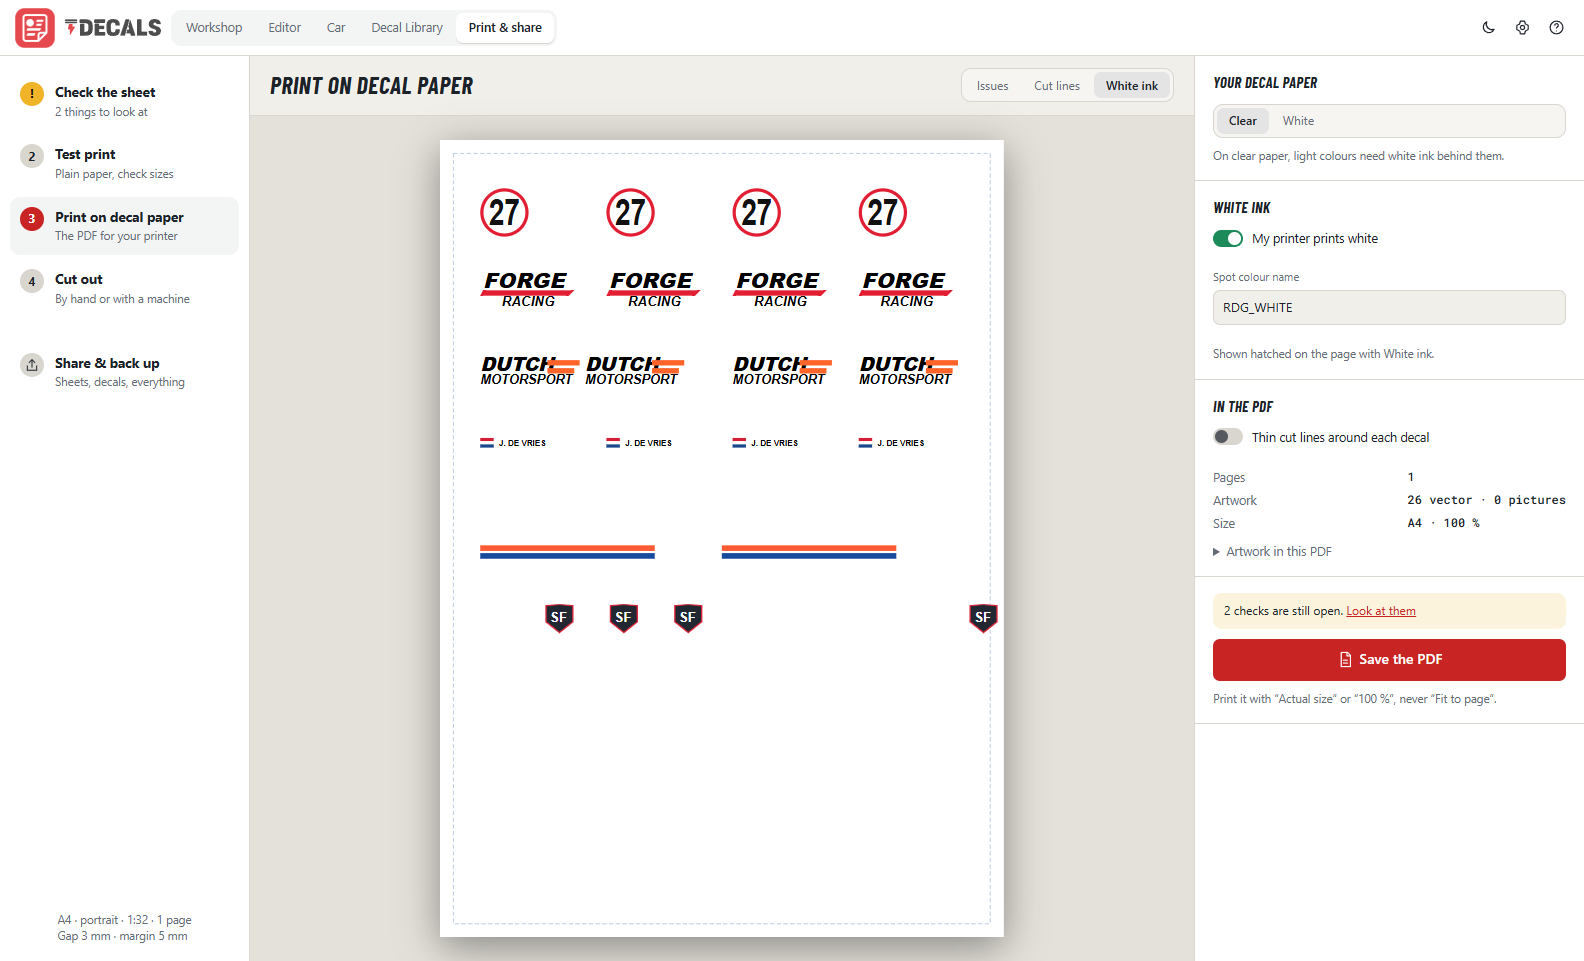 DECALS
Workshop
Editor
Car
Decal Library
Print & share
!
Check the sheet
2 things to look at
2
Test print
Plain paper, check sizes
3
Print on decal paper
The PDF for your printer
4
Cut out
By hand or with a machine
Share & back up
Sheets, decals, everything
A4 · portrait · 1:32 · 1 page
Gap 3 mm · margin 5 mm
PRINT ON DECAL PAPER
Issues
Cut lines
White ink
27 27 27 27
FORGE FORGE FORGE FORGE
RACING RACING RACING RACING
DUTCH DUTCH DUTCH DUTCH
MOTORSPORT MOTORSPORT MOTORSPORT MOTORSPORT
J. DE VRIES J. DE VRIES J. DE VRIES J. DE VRIES
SF SF SF SF
YOUR DECAL PAPER
Clear
White
On clear paper, light colours need white ink behind them.
WHITE INK
My printer prints white
Spot colour name
RDG_WHITE
Shown hatched on the page with White ink.
IN THE PDF
Thin cut lines around each decal
Pages 1
Artwork 26 vector · 0 pictures
Size A4 · 100 %
Artwork in this PDF
2 checks are still open. Look at them
Save the PDF
Print it with “Actual size” or “100 %”, never “Fit to page”.